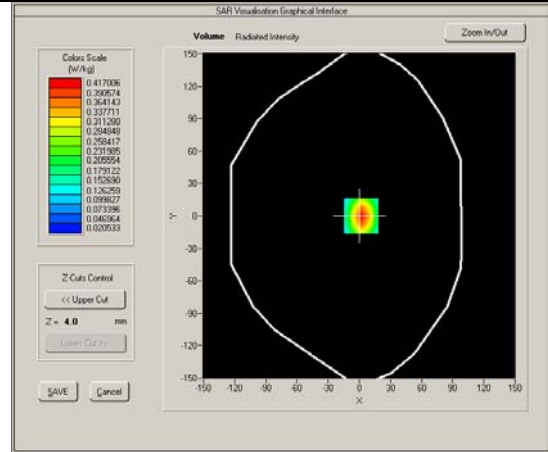 SAR Visualisation Graphical Interface
Volume Radiated Intensity
Zoom In/Out
Colors Scale
(W/kg)
0.417006
0.390574
0.364143
0.337711
0.311280
0.284848
0.258417
0.231985
0.205554
0.179122
0.152690
0.126259
0.099827
0.073396
0.046964
0.020533
150
120
90
60
30
0
-30
-60
-90
-120
-150
Y
-150 -120 -90 -60 -30 0 30 60 90 120 150
X
Z-Cuts Control
<< Upper Cut
Z = 4.0 mm
Lower Cut >>
SAVE
Cancel